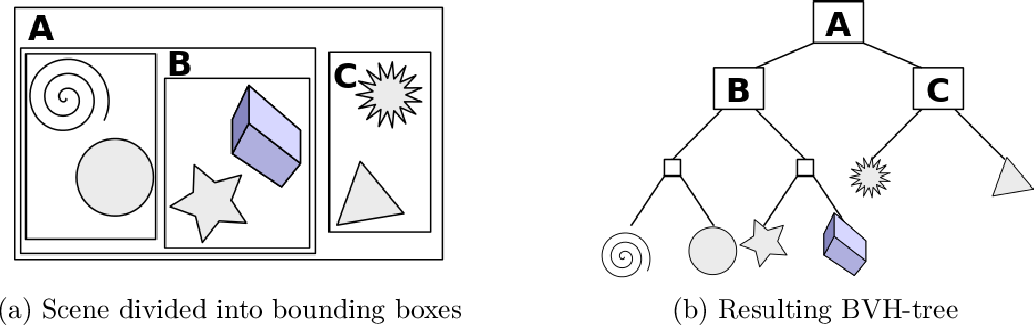 A
B
C
A
B
C
(a) Scene divided into bounding boxes
(b) Resulting BVH-tree